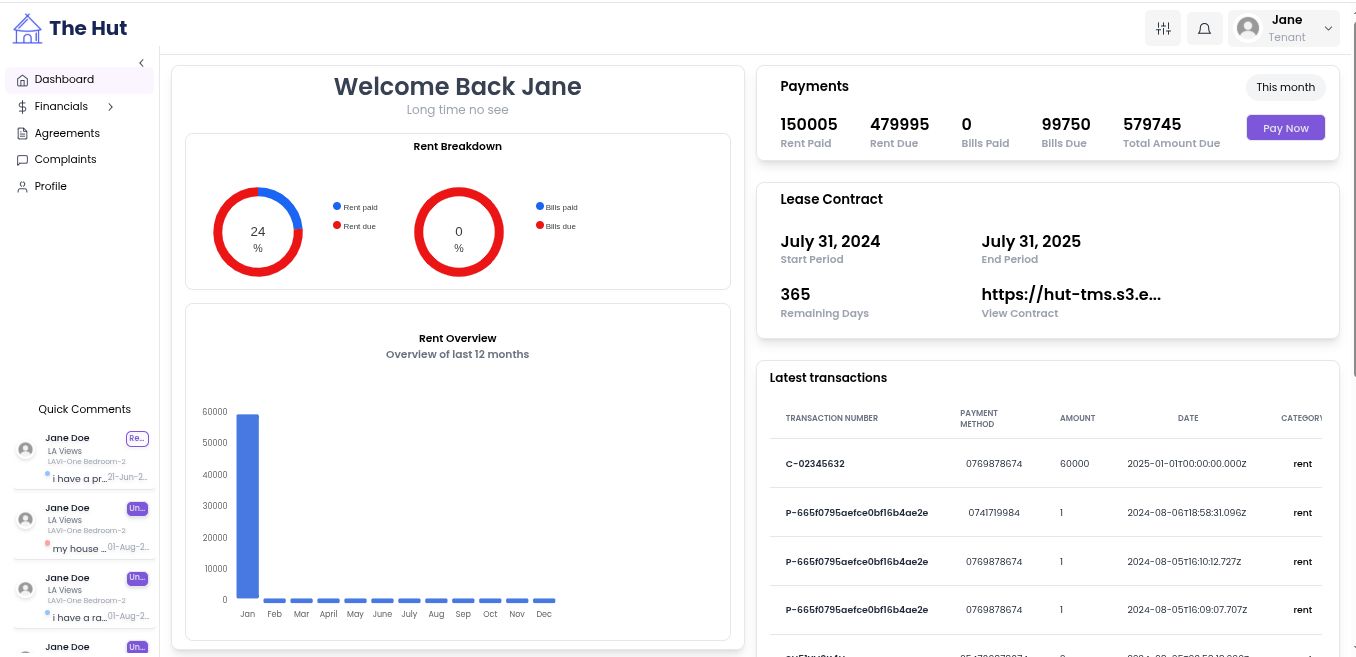 The Hut
Jane
Tenant
Dashboard
Financials
Agreements
Complaints
Profile
Quick Comments
Jane Doe Re...
LA Views
LAVI-One Bedroom-2
i have a pr... 21-Jun-2...
Jane Doe Un...
LA Views
LAVI-One Bedroom-2
my house ... 01-Aug-2...
Jane Doe Un...
LA Views
LAVI-One Bedroom-2
i have a ra... 01-Aug-2...
Jane Doe Un...
Welcome Back Jane
Long time no see
Rent Breakdown
24
%
Rent paid
Rent due
0
%
Bills paid
Bills due
Rent Overview
Overview of last 12 months
60000
50000
40000
30000
20000
10000
0
Jan Feb Mar April May June July Aug Sep Oct Nov Dec
Payments This month
150005 479995 0 99750 579745 Pay Now
Rent Paid Rent Due Bills Paid Bills Due Total Amount Due
Lease Contract
July 31, 2024 July 31, 2025
Start Period End Period
365 https://hut-tms.s3.e...
Remaining Days View Contract
Latest transactions
TRANSACTION NUMBER PAYMENT METHOD AMOUNT DATE CATEGORY
C-02345632 0769878674 60000 2025-01-01T00:00:00.000Z rent
P-665f0795aefce0bf16b4ae2e 0741719984 1 2024-08-06T18:58:31.096Z rent
P-665f0795aefce0bf16b4ae2e 0769878674 1 2024-08-05T16:10:12.727Z rent
P-665f0795aefce0bf16b4ae2e 0769878674 1 2024-08-05T16:09:07.707Z rent